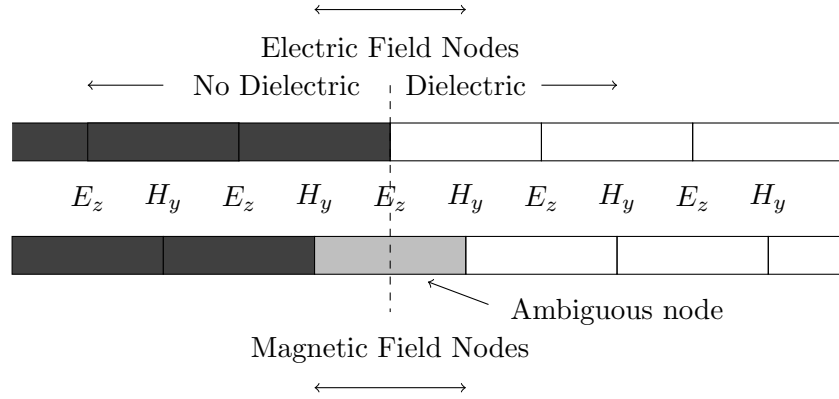 Electric Field Nodes
No Dielectric Dielectric
E_z H_y E_z H_y E_z H_y E_z H_y E_z H_y
Ambiguous node
Magnetic Field Nodes